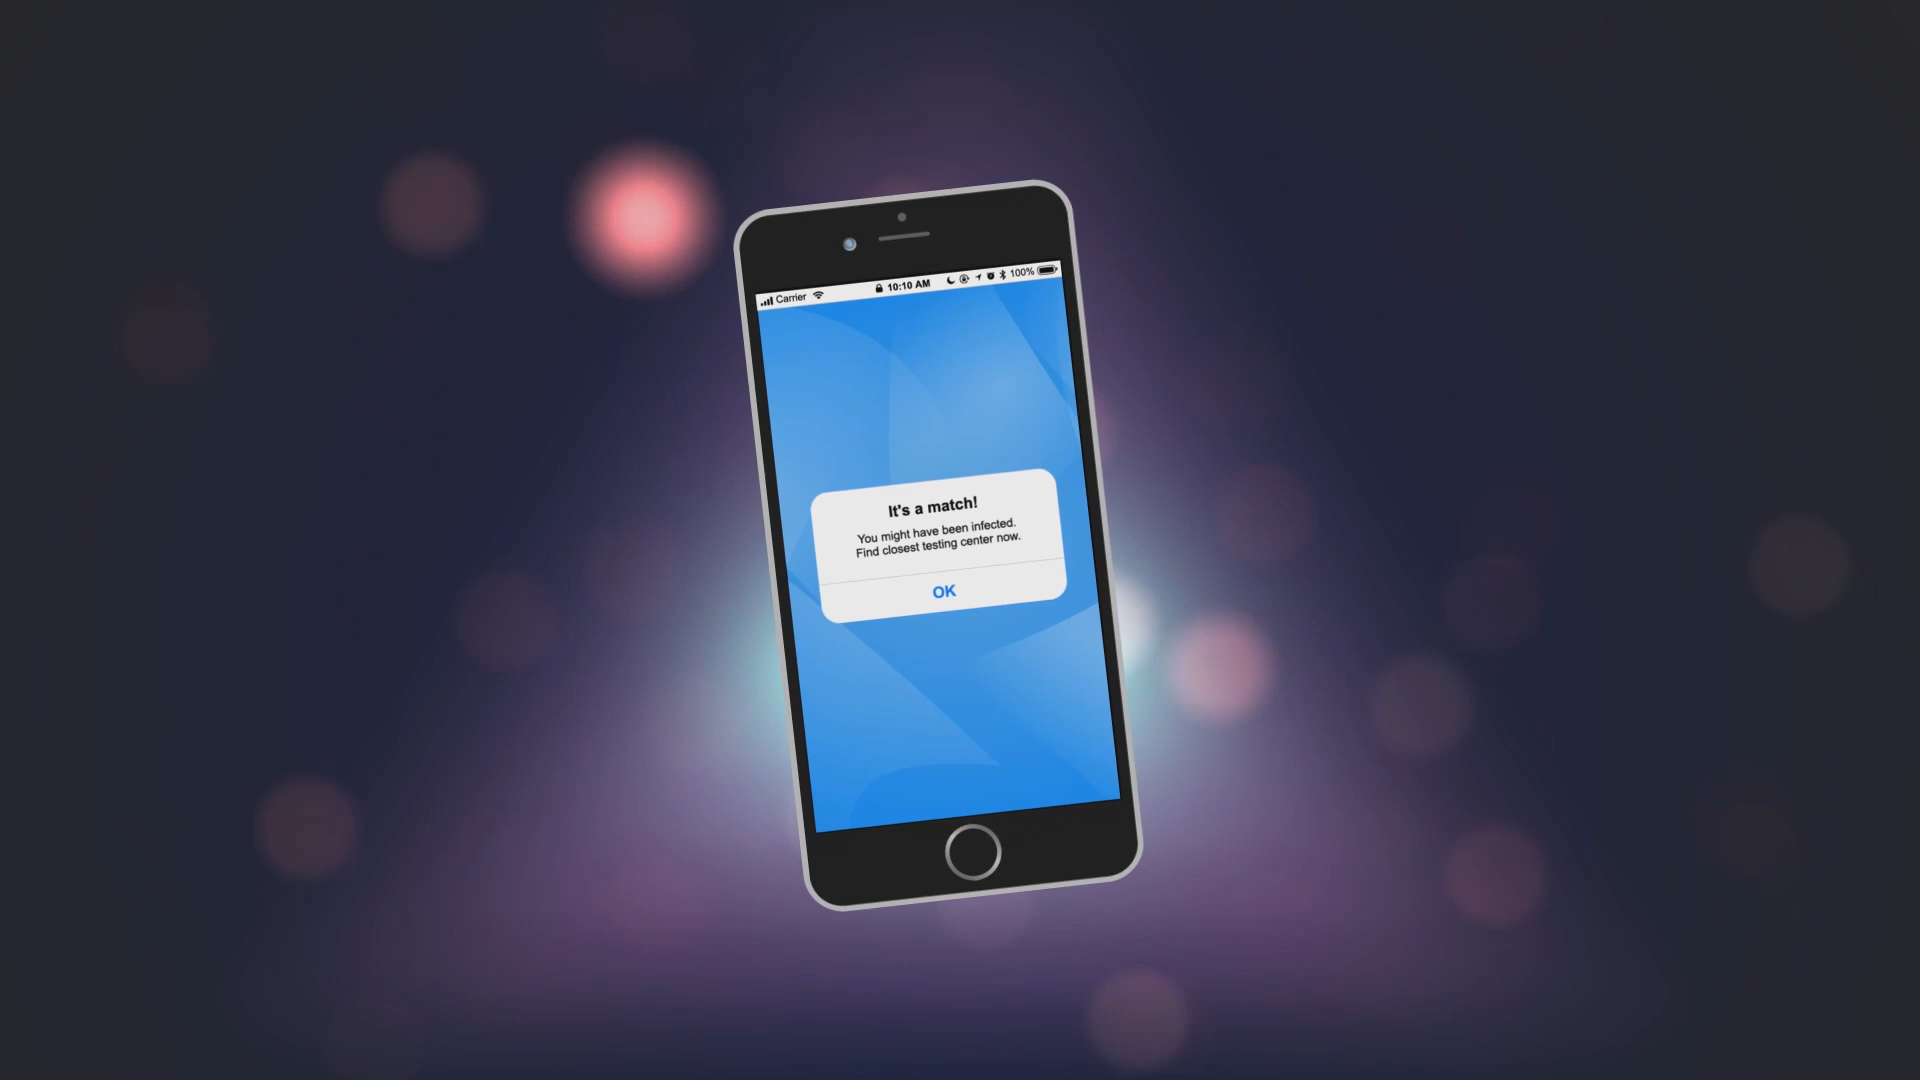 Carrier 10:10 AM 100%
It's a match!
You might have been infected.
Find closest testing center now.
OK